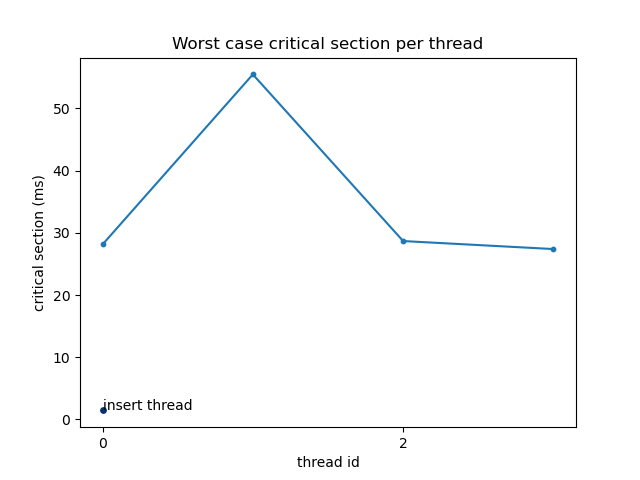 Worst case critical section per thread
critical section (ms)
50
40
30
20
10
0
insert thread
0
2
thread id